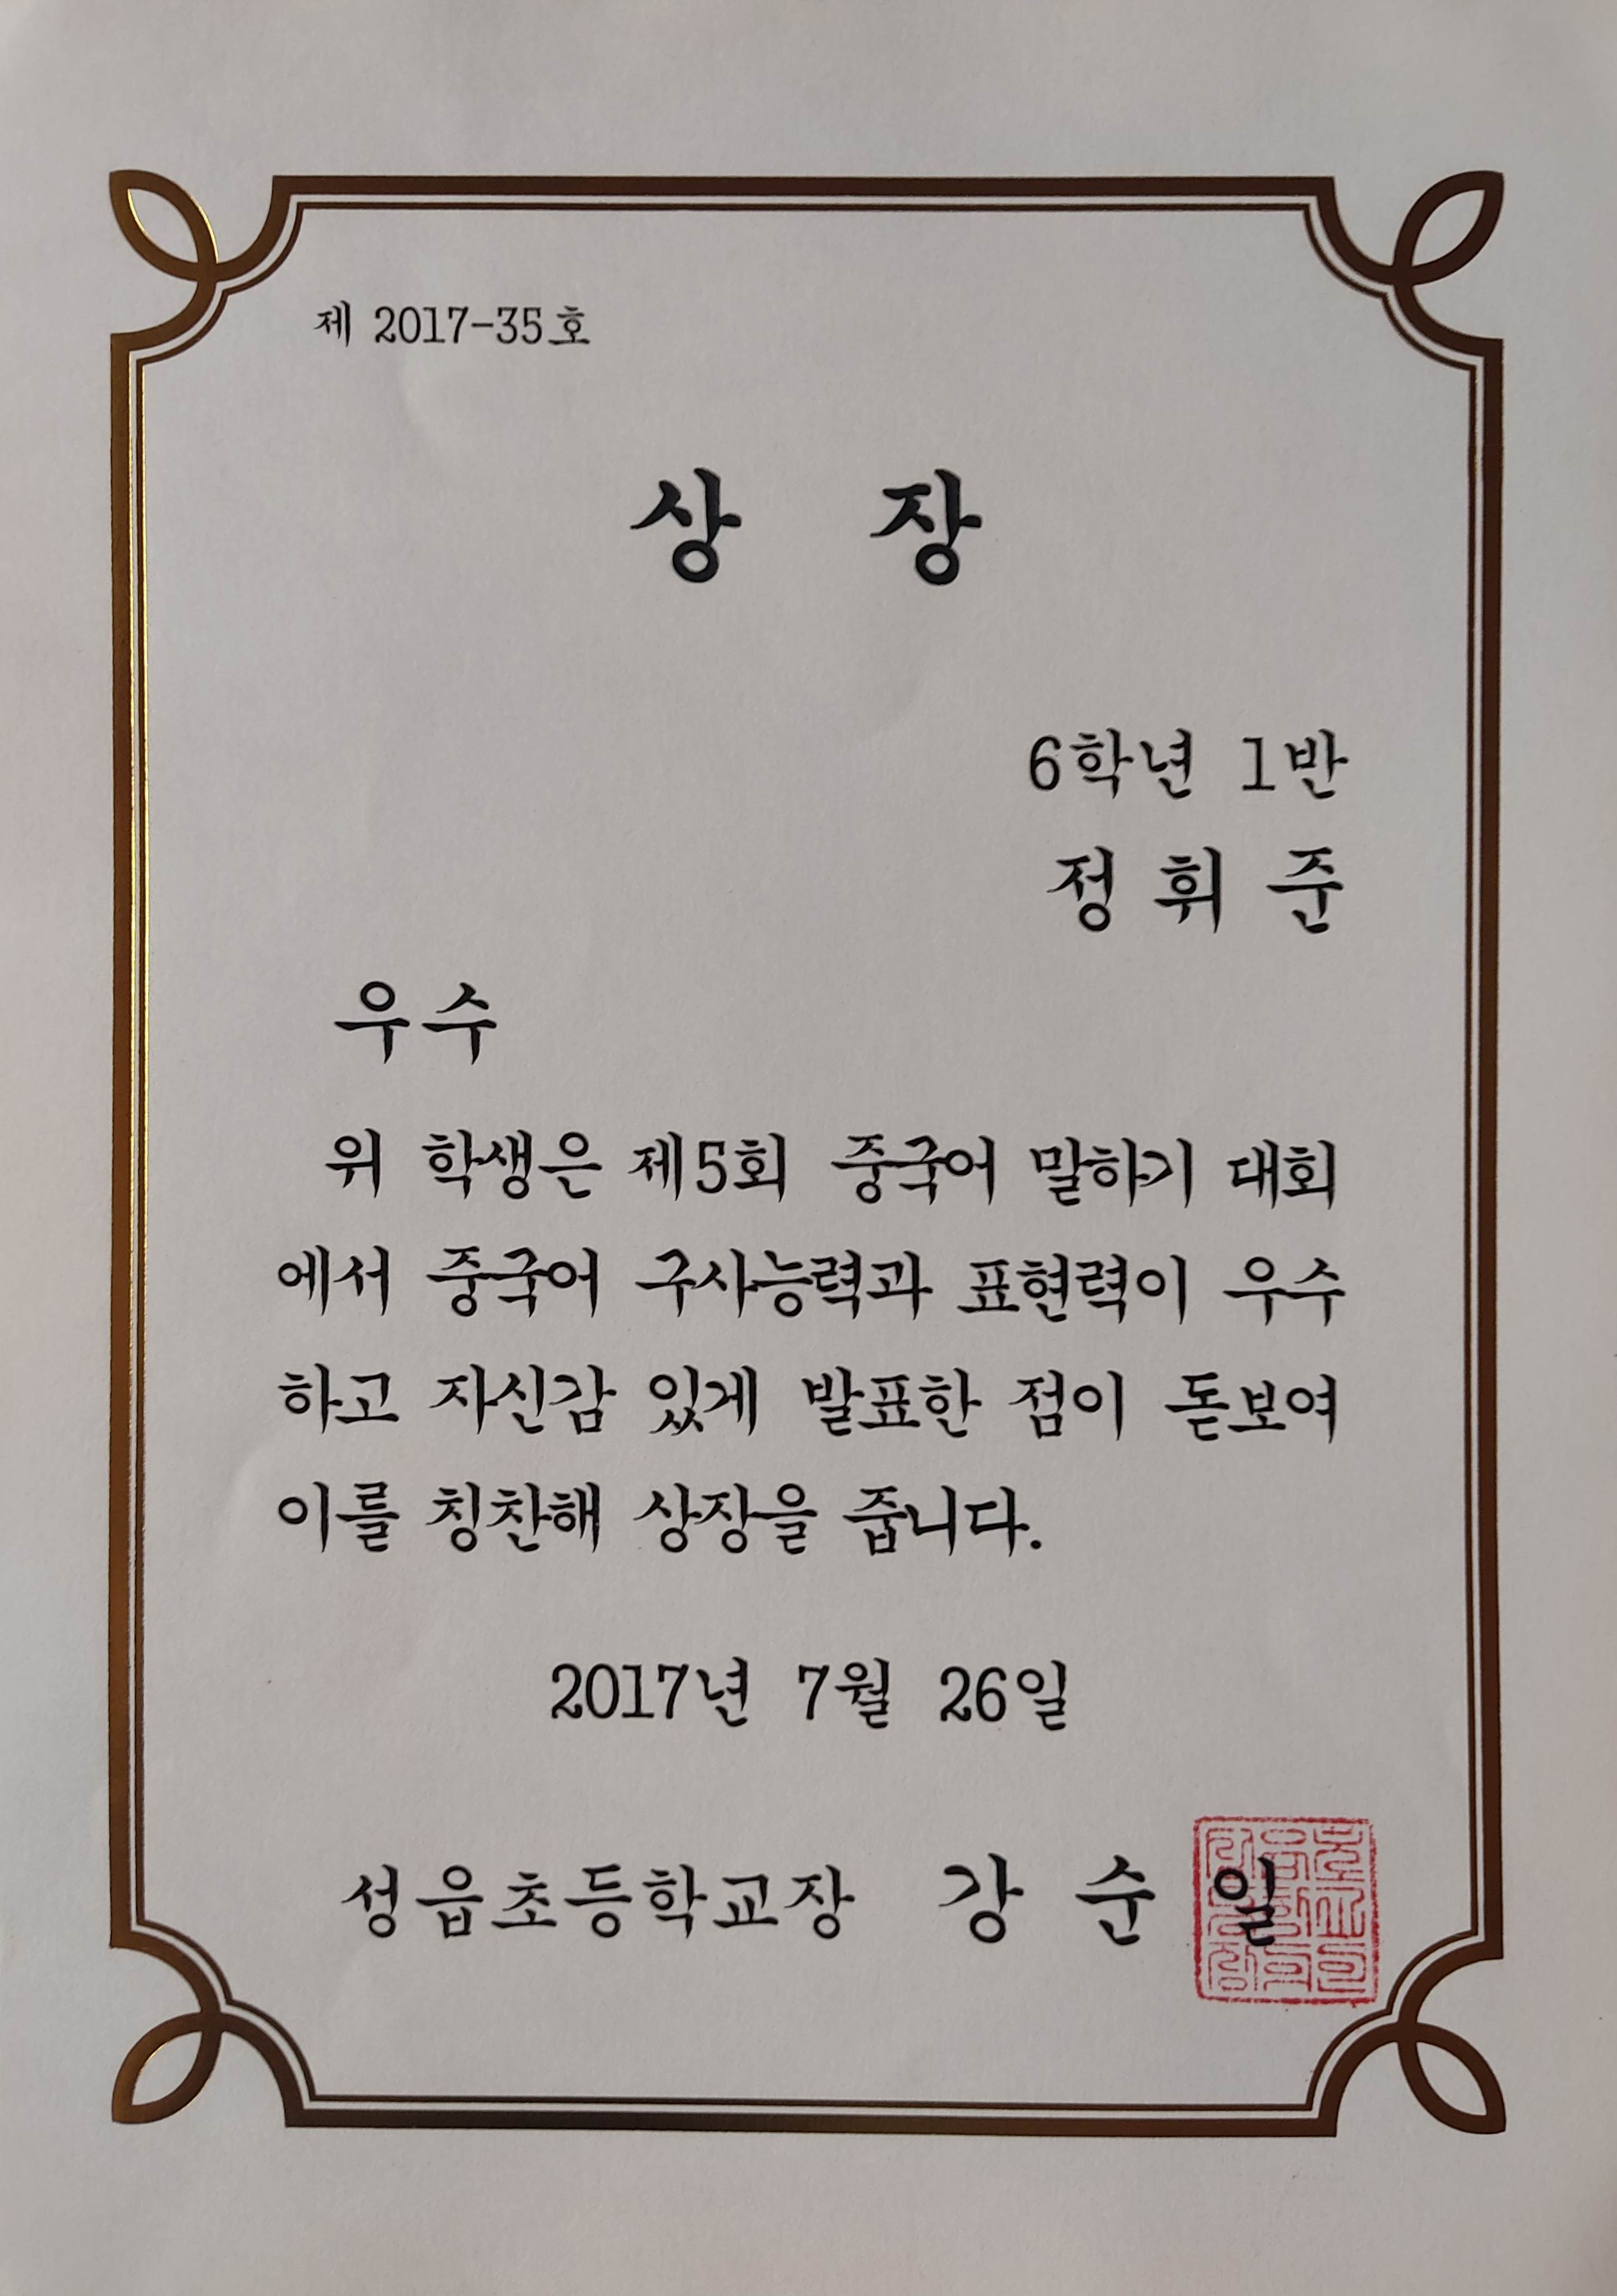 제 2017-35호
상 장
6학년 1반
정 휘 준
우수
위 학생은 제5회 중국어 말하기 대회
에서 중국어 구사능력과 표현력이 우수
하고 자신감 있게 발표한 점이 돋보여
이를 칭찬해 상장을 줍니다.
2017년 7월 26일
성읍초등학교장 강 순 일